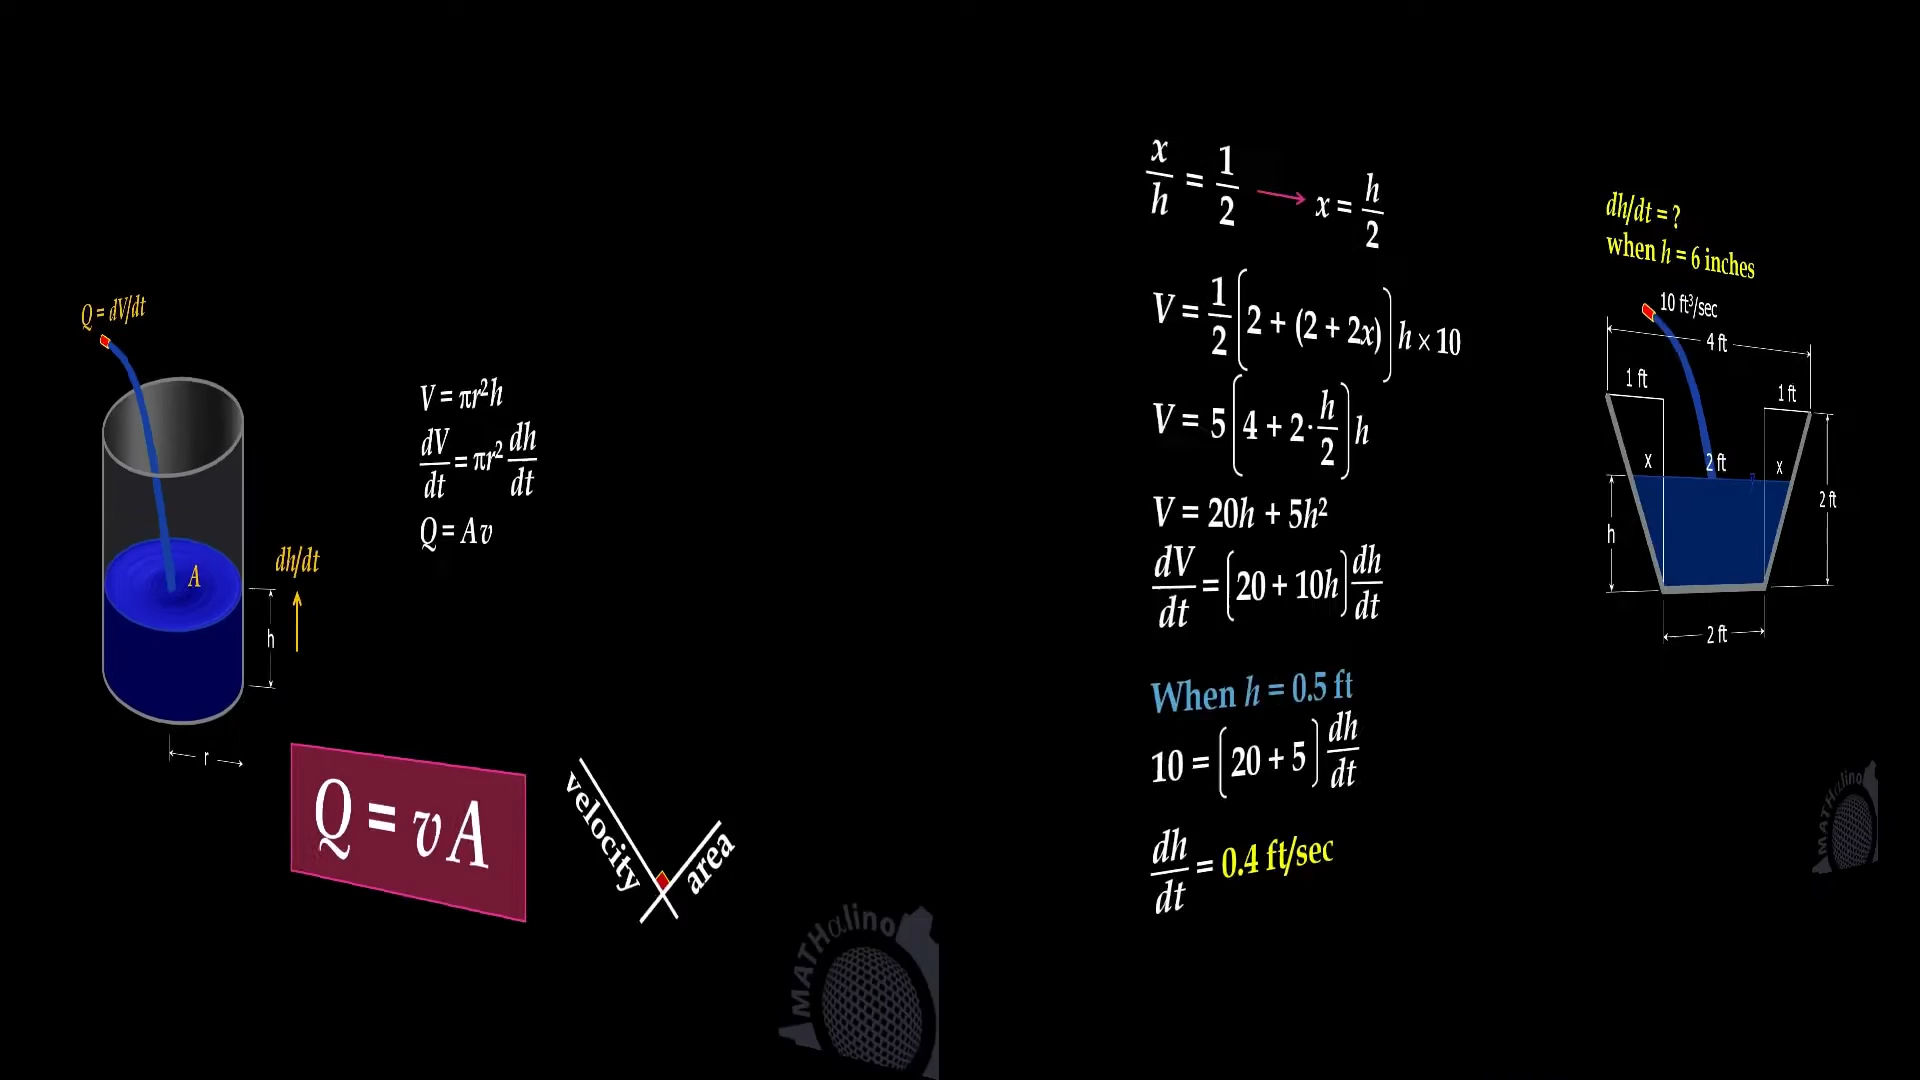 Q = dV/dt
A
dh/dt
h
r
V = πr²h
dV/dt = πr² dh/dt
Q = Av
Q = vA
velocity
area
MATHalino
x/h = 1/2 → x = h/2
V = 1/2 [2 + (2 + 2x)] h × 10
V = 5 [4 + 2·h/2] h
V = 20h + 5h²
dV/dt = [20 + 10h] dh/dt
When h = 0.5 ft
10 = [20 + 5] dh/dt
dh/dt = 0.4 ft/sec
dh/dt = ?
when h = 6 inches
10 ft³/sec
4 ft
1 ft
1 ft
x
2 ft
x
h
2 ft
2 ft
MATHalino